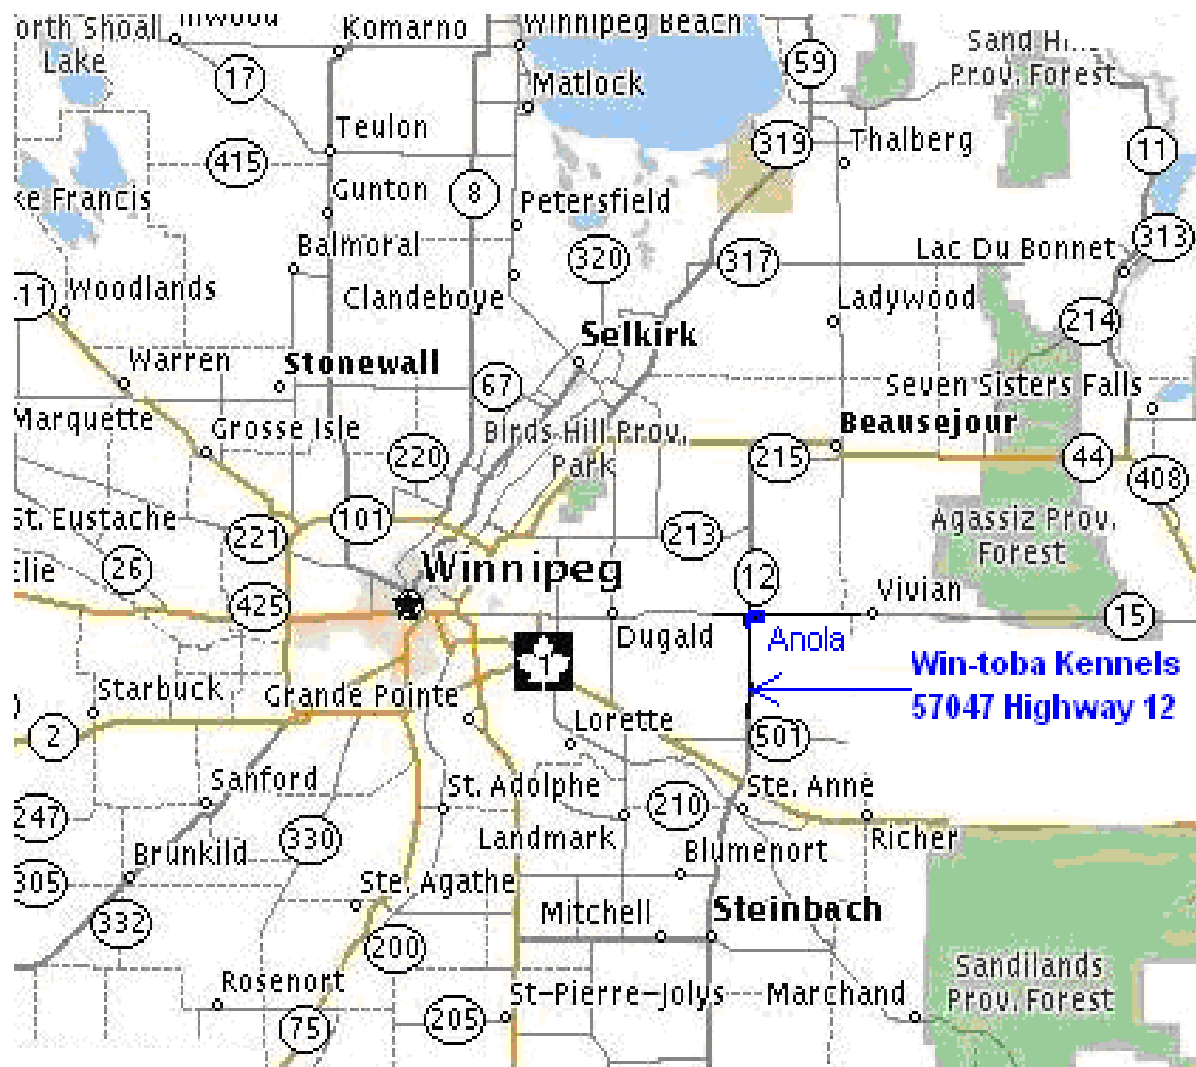 Komarno
Winnipeg Beach
orth Shoal
Lake
59
Sand H
Prov. Forest
17
Matlock
Teulon
319
Thalberg
11
415
Gunton
8
Petersfield
ke Francis
Balmoral
320
317
Lac Du Bonnet
313
Woodlands
11
Clandeboye
Ladywood
Selkirk
214
Warren
Stonewall
67
Seven Sisters Falls
Marquette
Grosse Isle
Birds Hill Prov.
Park
Beausejour
220
215
44
408
St. Eustache
101
221
213
Agassiz Prov.
Forest
Elie
26
Winnipeg
12
Vivian
425
15
Dugald
Anola
1
Win-toba Kennels
57047 Highway 12
Starbuck
Grande Pointe
Lorette
2
501
Sanford
St. Adolphe
Ste. Anne
247
210
330
Landmark
Richer
Brunkild
Blumenort
305
Ste. Agathe
332
Mitchell
Steinbach
200
Sandilands
Prov. Forest
Rosenort
St-Pierre-Jolys
Marchand
75
205